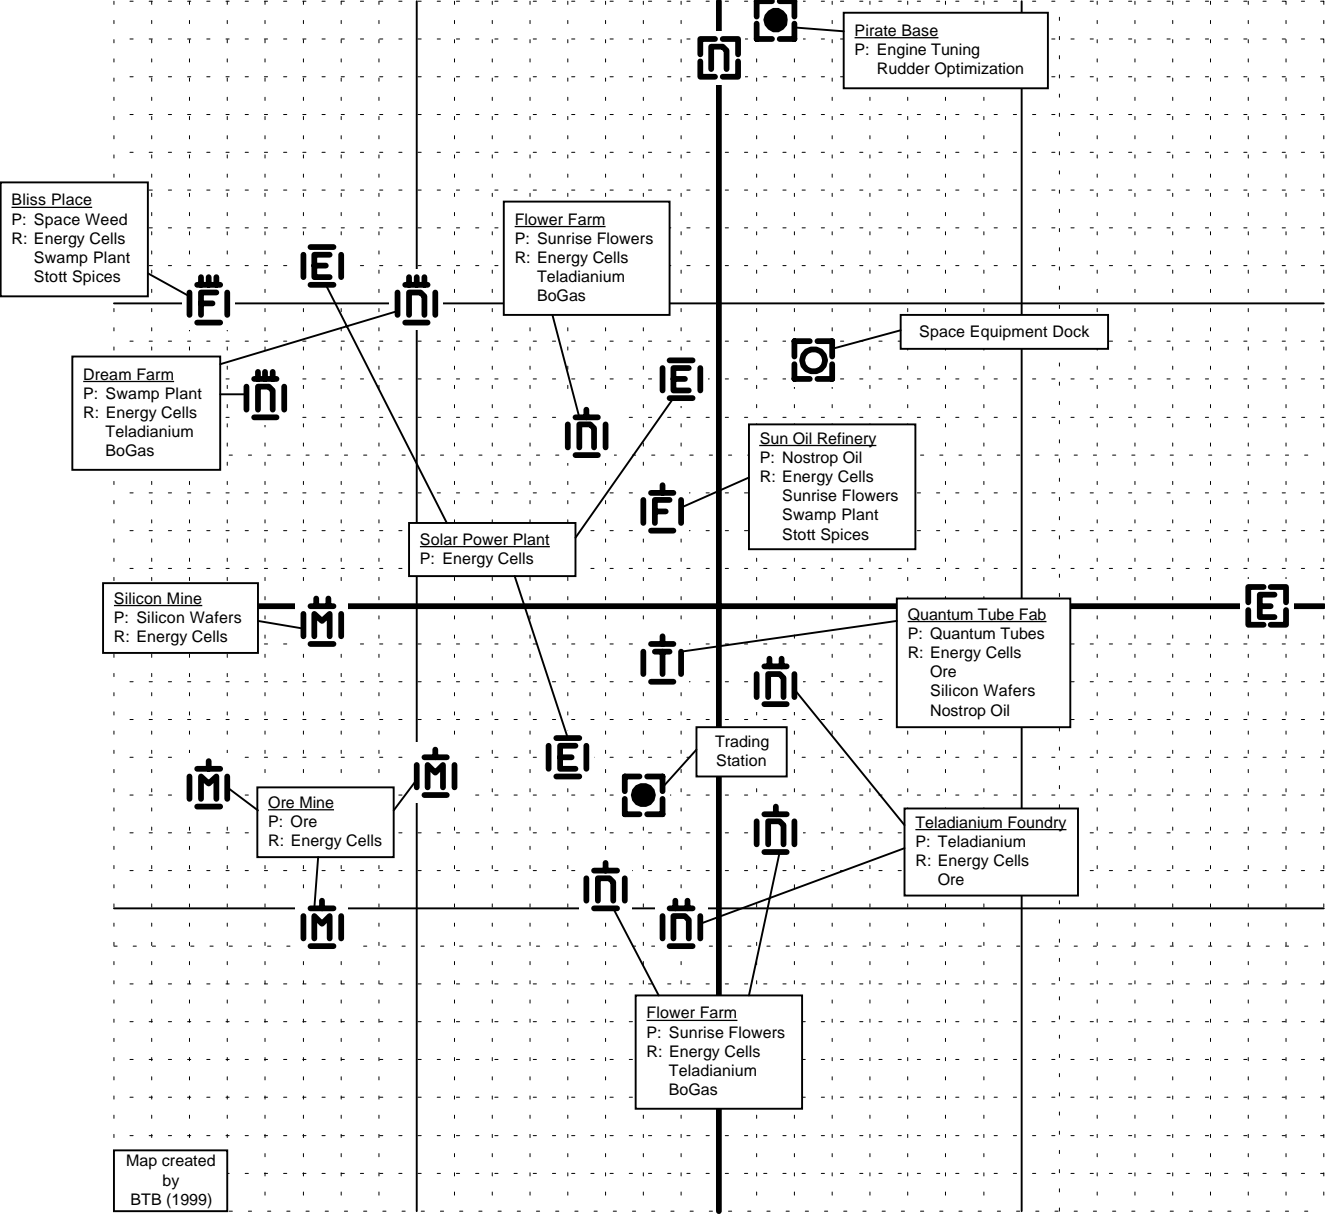 Pirate Base
P: Engine Tuning
Rudder Optimization
n
Bliss Place
P: Space Weed
R: Energy Cells
Swamp Plant
Stott Spices
Flower Farm
P: Sunrise Flowers
R: Energy Cells
Teladianium
BoGas
E
F
n
Space Equipment Dock
Dream Farm
P: Swamp Plant
R: Energy Cells
Teladianium
BoGas
n
E
n
Sun Oil Refinery
P: Nostrop Oil
R: Energy Cells
Sunrise Flowers
Swamp Plant
Stott Spices
F
Solar Power Plant
P: Energy Cells
Silicon Mine
P: Silicon Wafers
R: Energy Cells
M
E
Quantum Tube Fab
P: Quantum Tubes
R: Energy Cells
Ore
Silicon Wafers
Nostrop Oil
T
n
Trading
Station
E
M
M
Ore Mine
P: Ore
R: Energy Cells
n
Teladianium Foundry
P: Teladianium
R: Energy Cells
Ore
n
n
M
Flower Farm
P: Sunrise Flowers
R: Energy Cells
Teladianium
BoGas
Map created
by
BTB (1999)